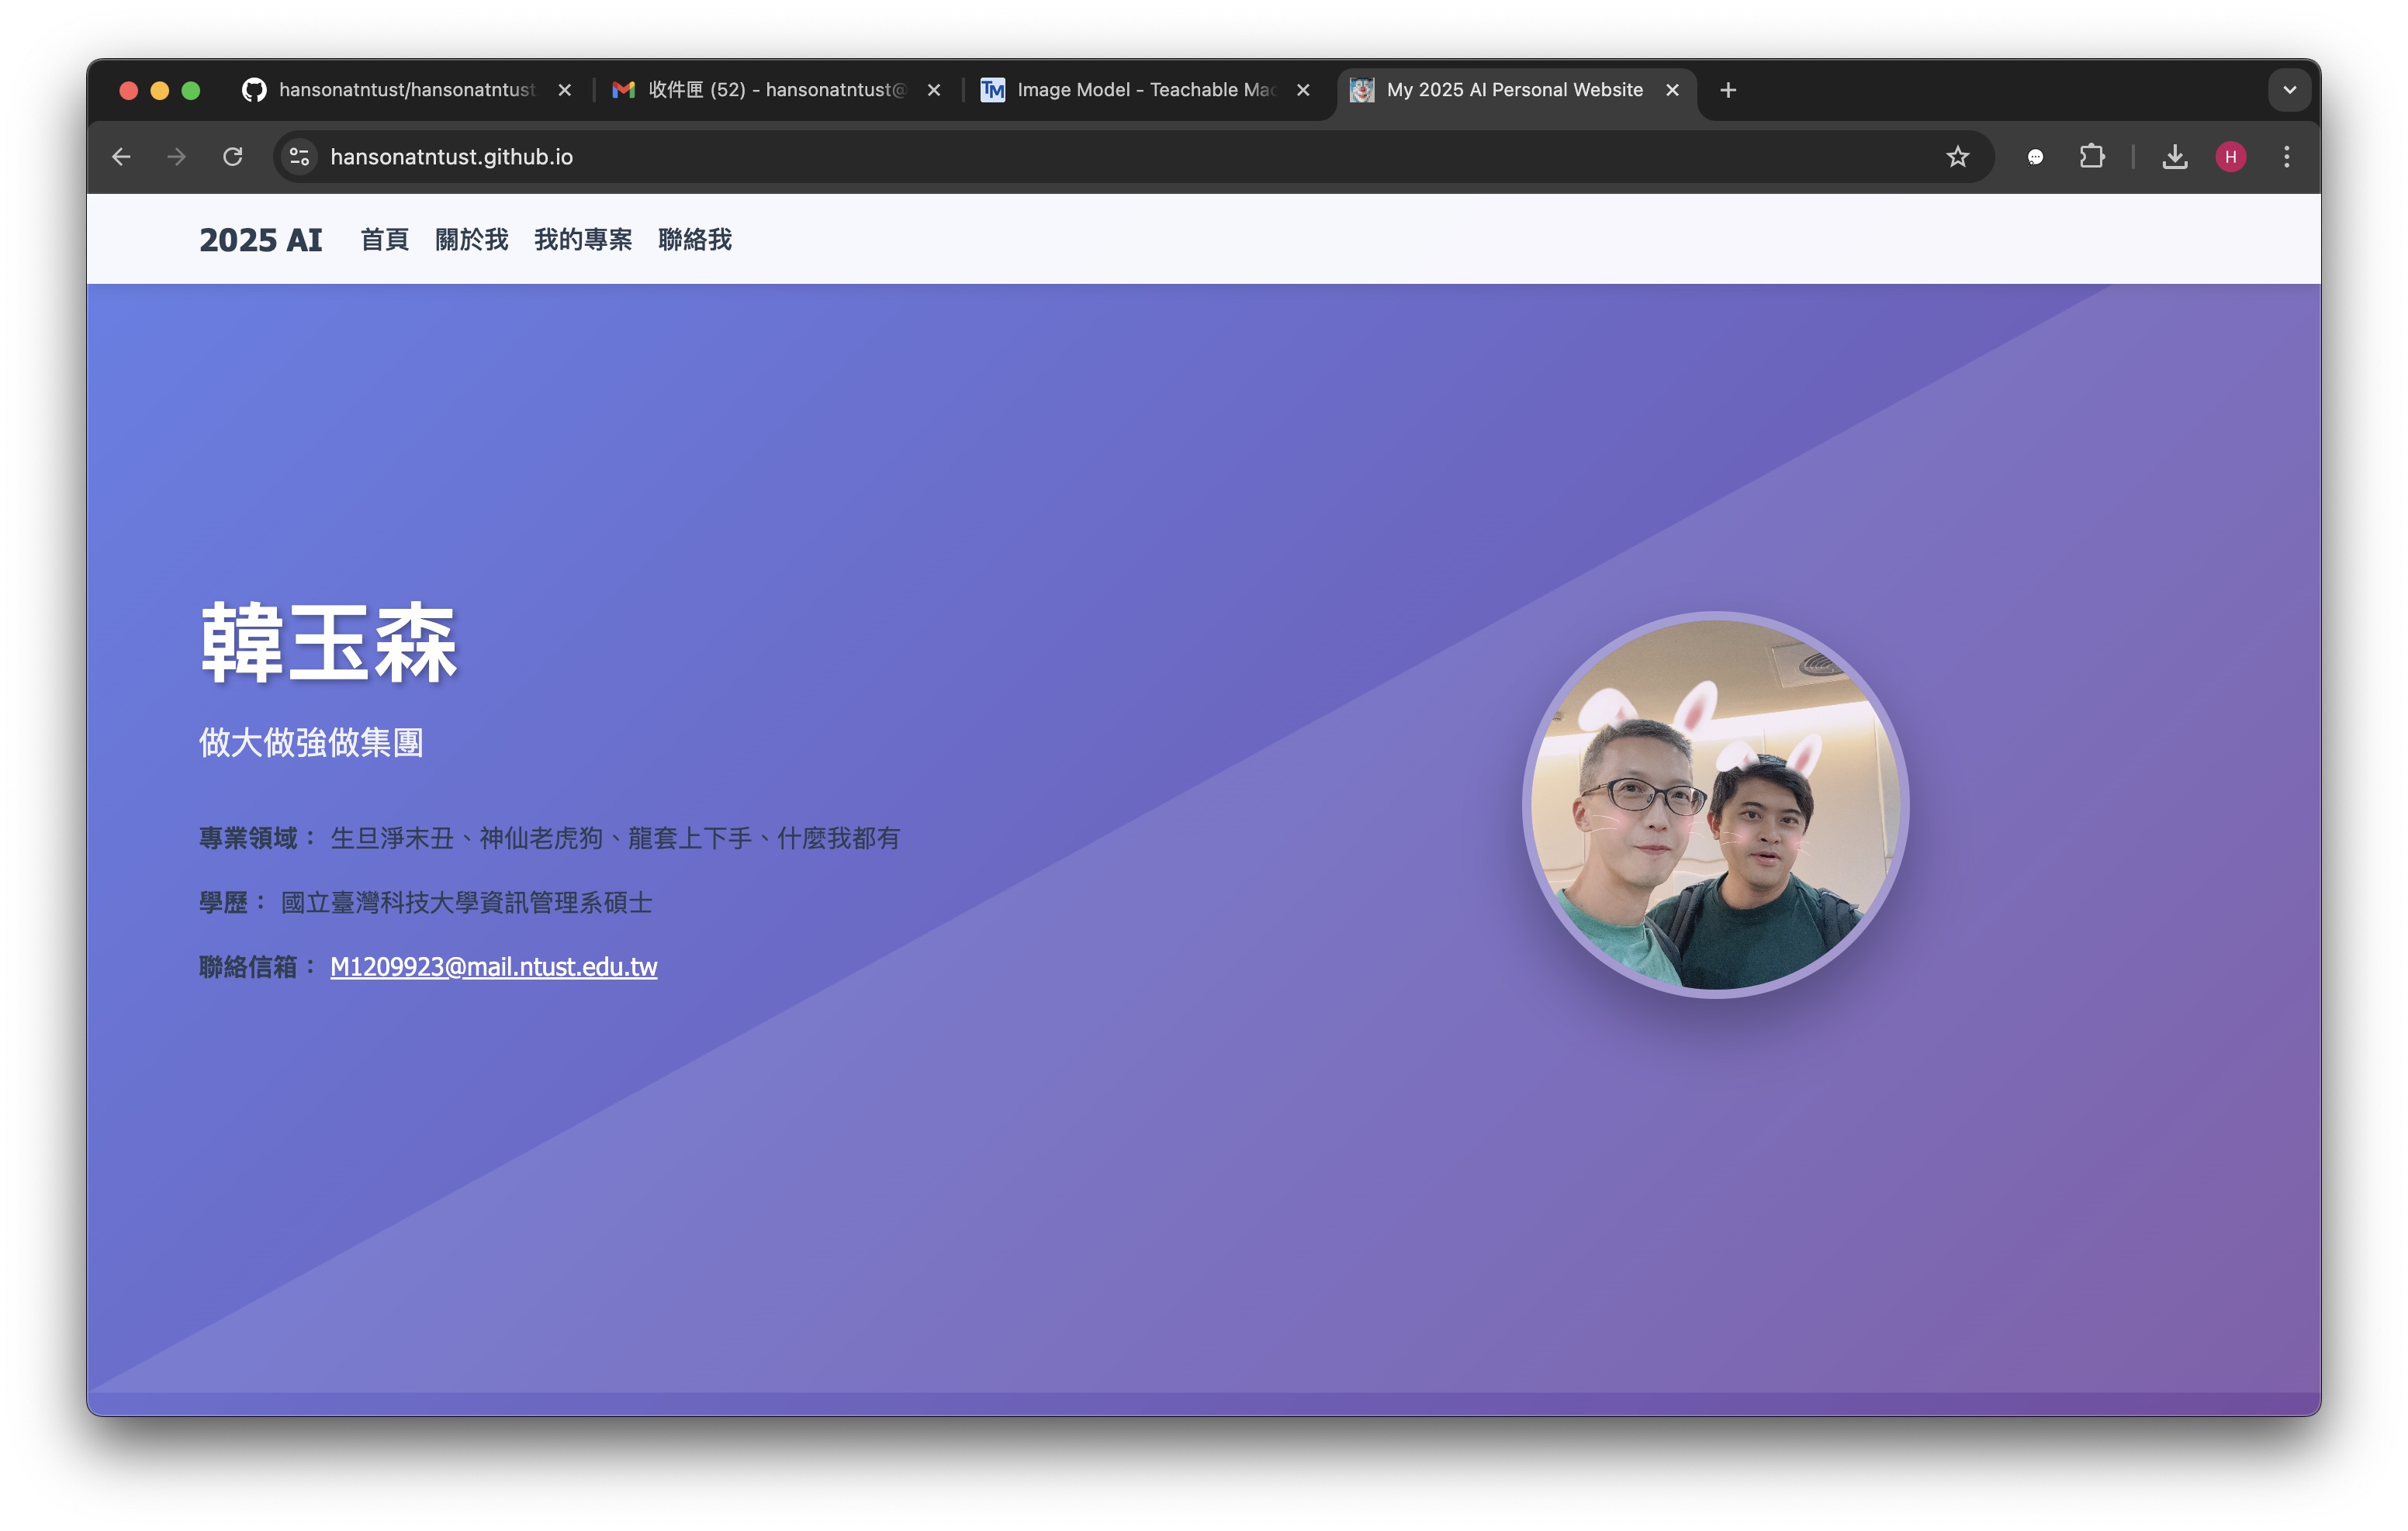 hansonatntust/hansonatntust
收件匣 (52) - hansonatntust@
TM
Image Model - Teachable Mac
My 2025 AI Personal Website
hansonatntust.github.io
H
2025 AI 首頁 關於我 我的專案 聯絡我
韓玉森
做大做強做集團
專業領域： 生旦淨末丑、神仙老虎狗、龍套上下手、什麼我都有
學歷： 國立臺灣科技大學資訊管理系碩士
聯絡信箱： M1209923@mail.ntust.edu.tw